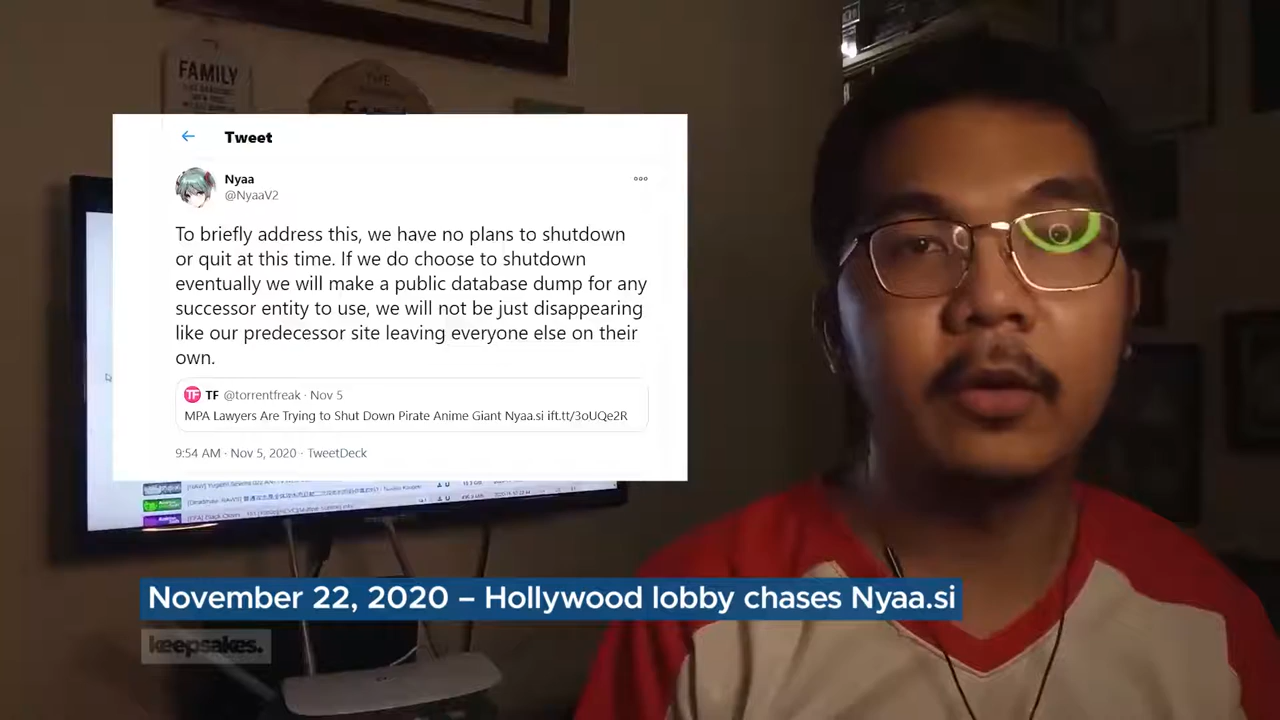 FAMILY
THE
Family
Tweet
Nyaa
@NyaaV2
To briefly address this, we have no plans to shutdown
or quit at this time. If we do choose to shutdown
eventually we will make a public database dump for any
successor entity to use, we will not be just disappearing
like our predecessor site leaving everyone else on their
own.
TF @torrentfreak · Nov 5
MPA Lawyers Are Trying to Shut Down Pirate Anime Giant Nyaa.si ift.tt/3oUQe2R
9:54 AM · Nov 5, 2020 · TweetDeck
November 22, 2020 – Hollywood lobby chases Nyaa.si
keepsakes.